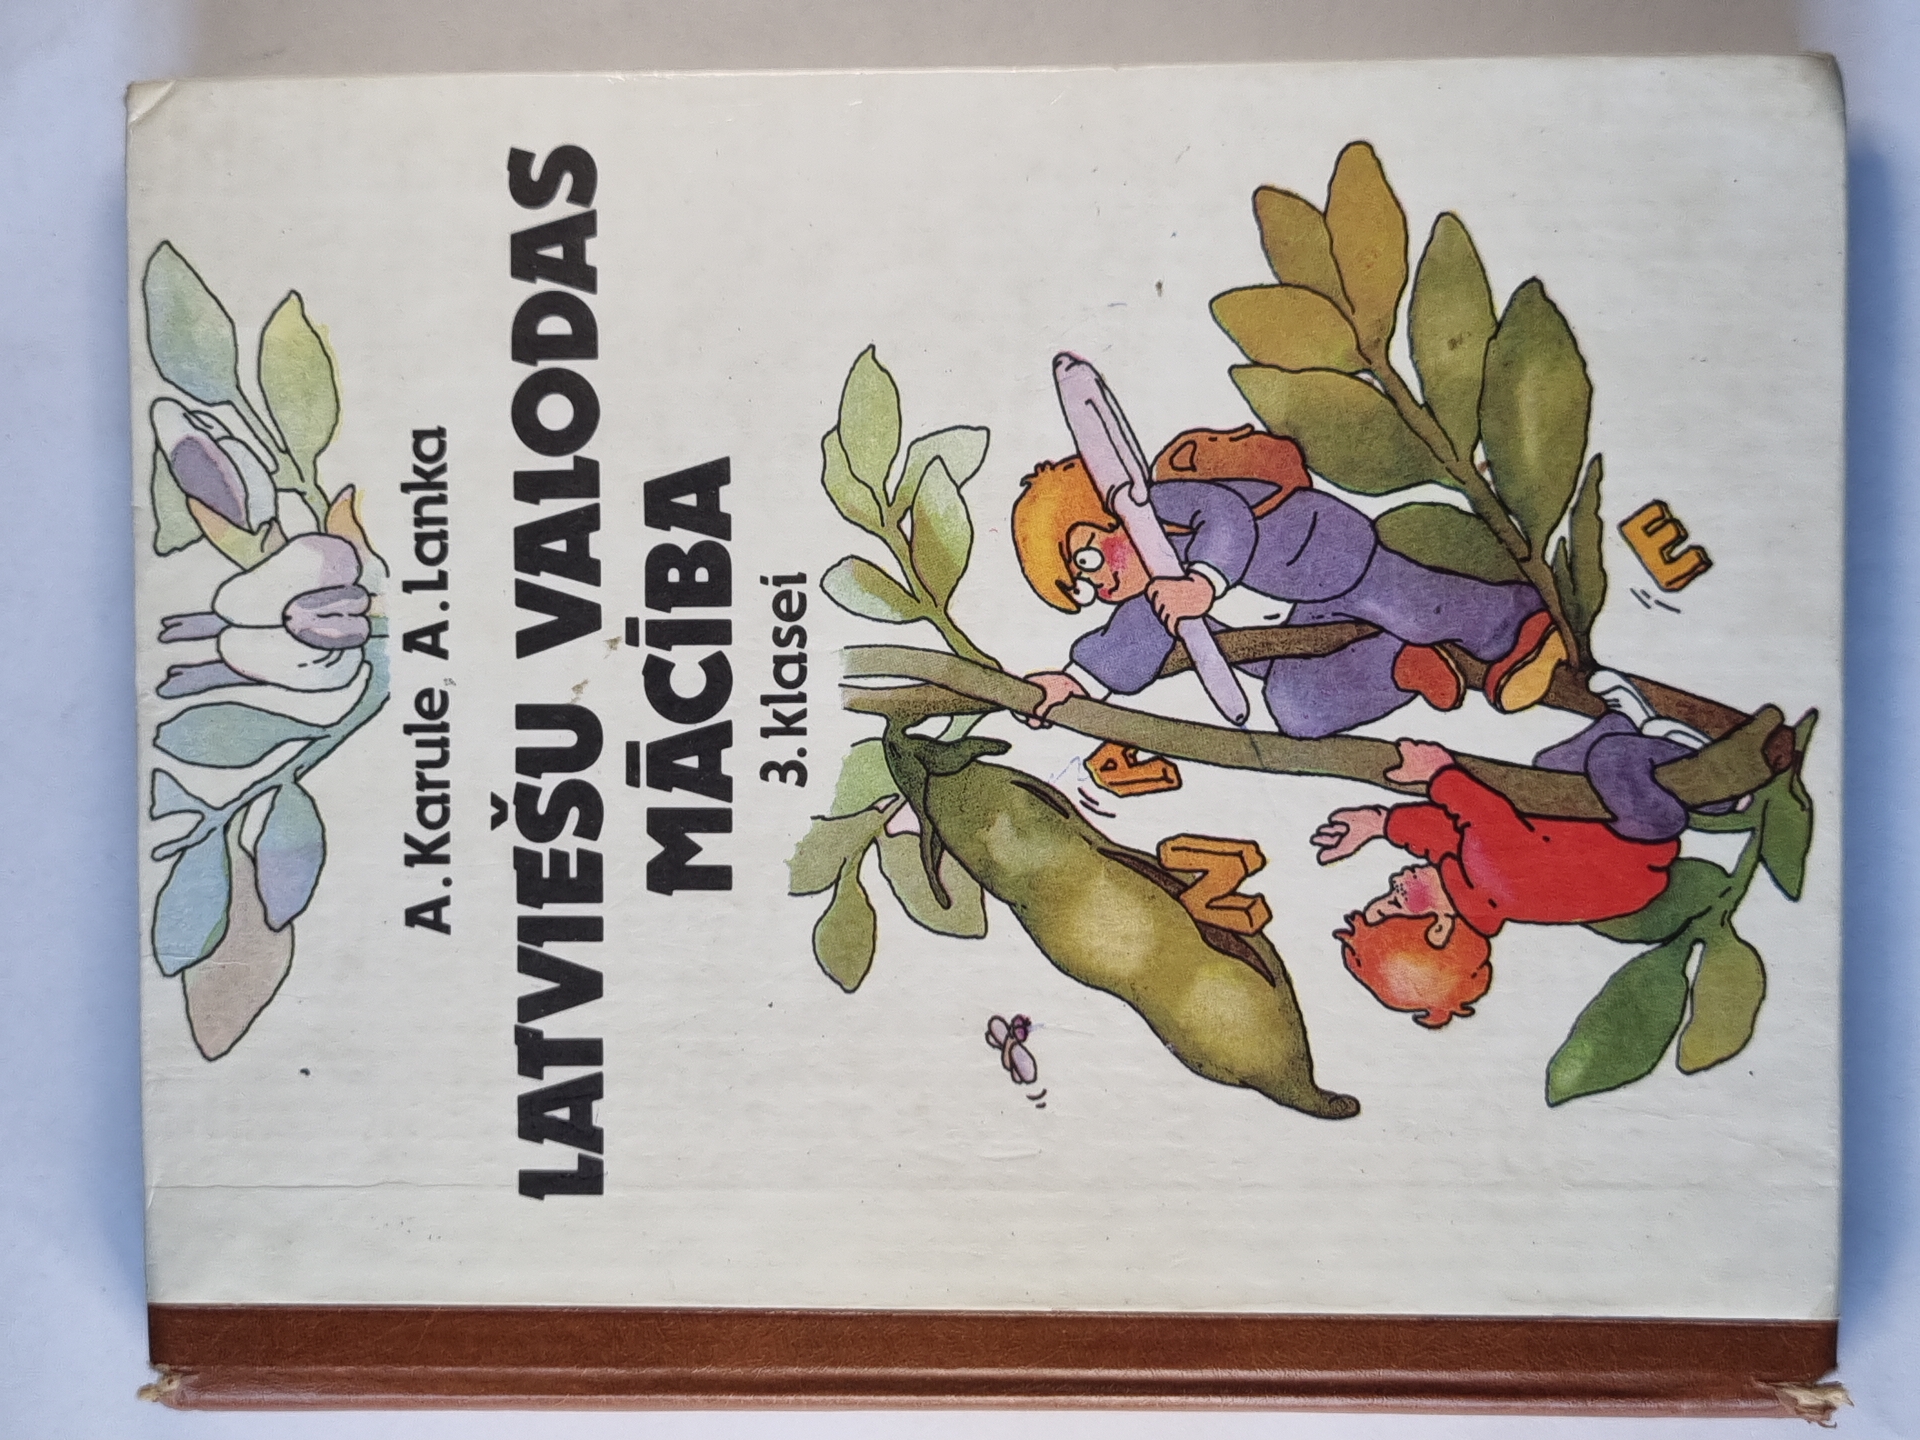 A. Karule, A. Lanka
LATVIEŠU VALODAS
MĀCĪBA
3. klasei
P
N
E